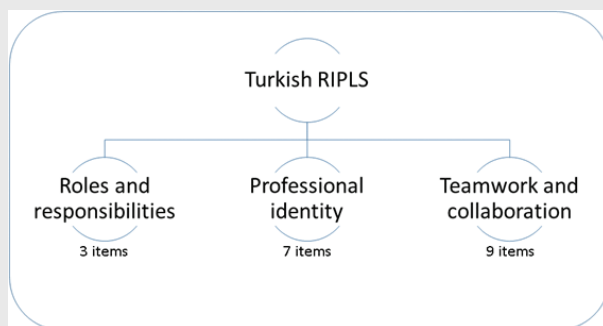 Turkish RIPLS
Roles and
responsibilities
3 items
Professional
identity
7 items
Teamwork and
collaboration
9 items